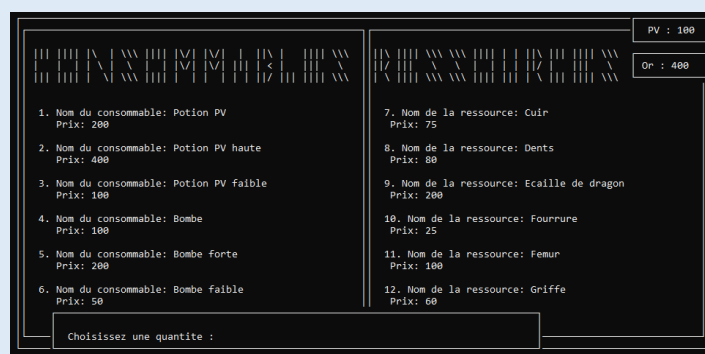 PV : 100
Or : 400
CONSOMMABLES
RESSOURCES
1. Nom du consommable: Potion PV
Prix: 200
2. Nom du consommable: Potion PV haute
Prix: 400
3. Nom du consommable: Potion PV faible
Prix: 100
4. Nom du consommable: Bombe
Prix: 100
5. Nom du consommable: Bombe forte
Prix: 200
6. Nom du consommable: Bombe faible
Prix: 50
7. Nom de la ressource: Cuir
Prix: 75
8. Nom de la ressource: Dents
Prix: 80
9. Nom de la ressource: Ecaille de dragon
Prix: 200
10. Nom de la ressource: Fourrure
Prix: 25
11. Nom de la ressource: Femur
Prix: 100
12. Nom de la ressource: Griffe
Prix: 60
Choisissez une quantite :